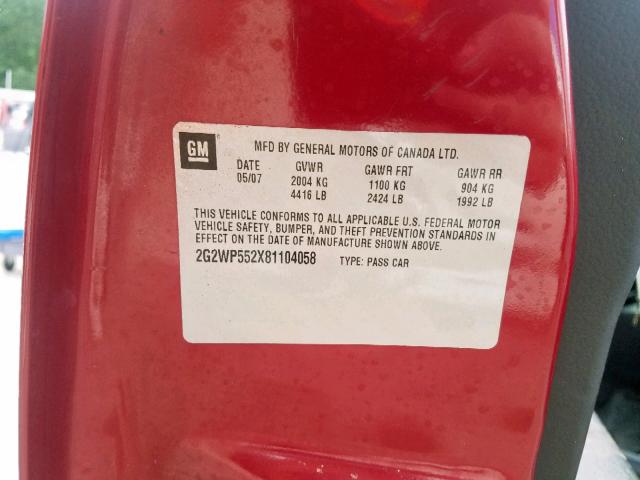 GM
MFD BY GENERAL MOTORS OF CANADA LTD.
DATE GVWR GAWR FRT GAWR RR
05/07 2004 KG 1100 KG 904 KG
4416 LB 2424 LB 1992 LB
THIS VEHICLE CONFORMS TO ALL APPLICABLE U.S. FEDERAL MOTOR
VEHICLE SAFETY, BUMPER, AND THEFT PREVENTION STANDARDS IN
EFFECT ON THE DATE OF MANUFACTURE SHOWN ABOVE.
2G2WP552X81104058 TYPE: PASS CAR